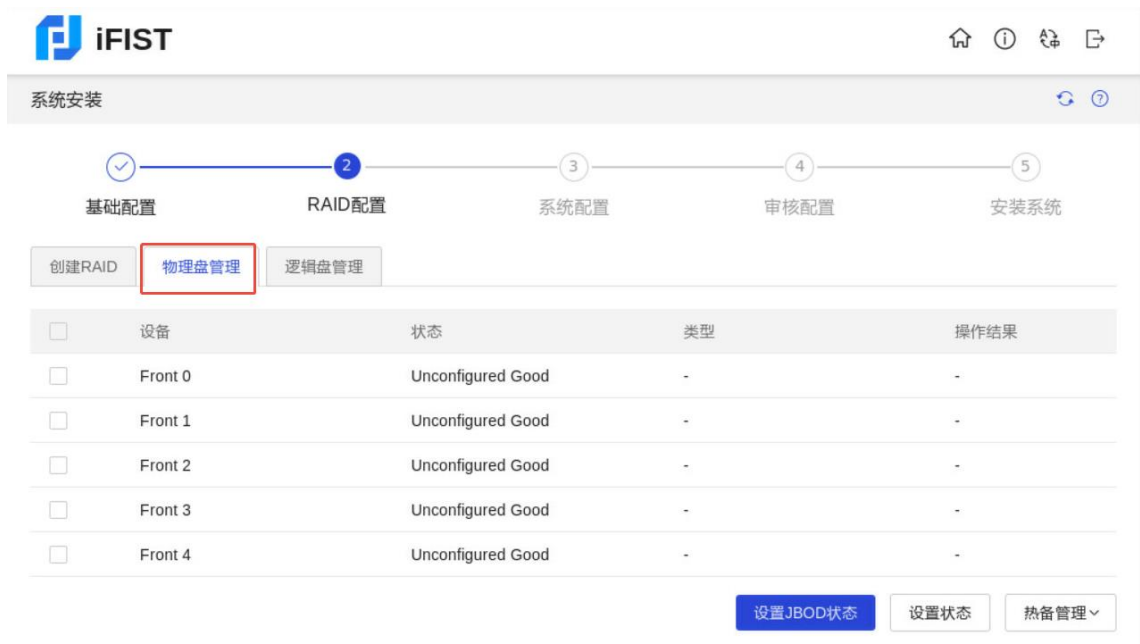 iFIST
系统安装
2 3 4 5
基础配置 RAID配置 系统配置 审核配置 安装系统
创建RAID 物理盘管理 逻辑盘管理
设备 状态 类型 操作结果
Front 0 Unconfigured Good - -
Front 1 Unconfigured Good - -
Front 2 Unconfigured Good - -
Front 3 Unconfigured Good - -
Front 4 Unconfigured Good - -
设置JBOD状态 设置状态 热备管理